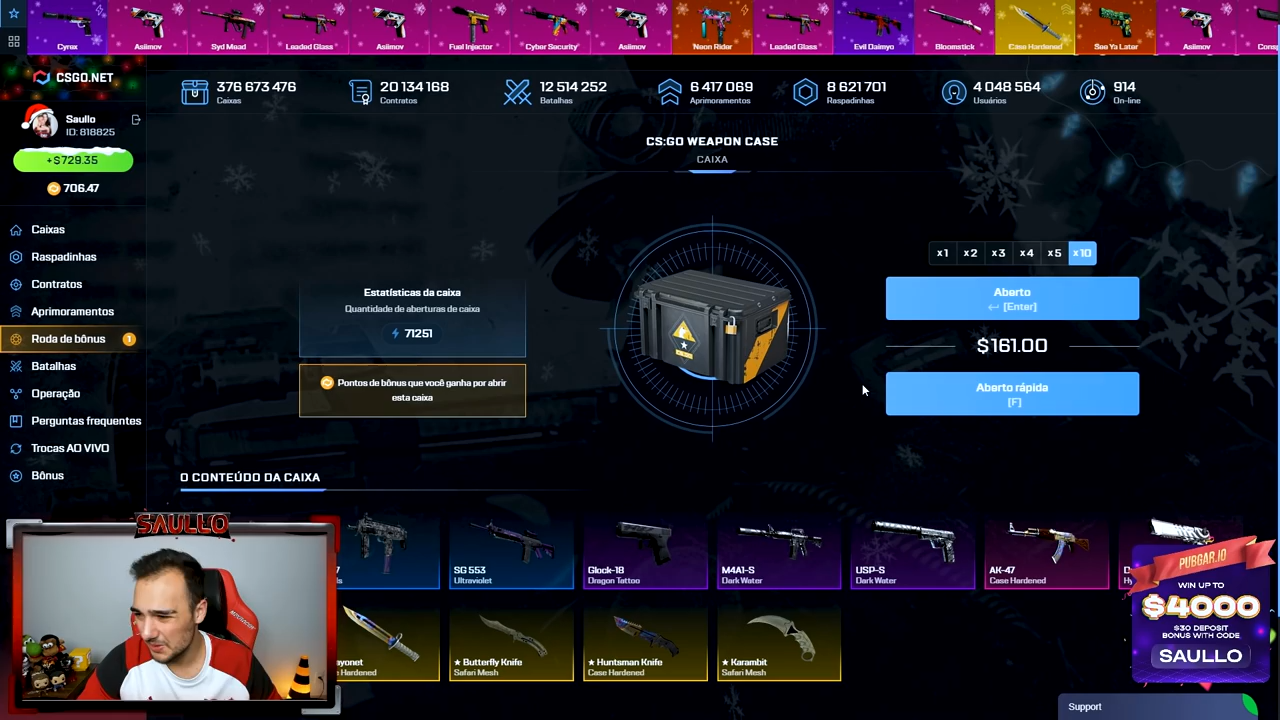 Cyrex
Asiimov
Syd Mead
Leaded Glass
Asiimov
Fuel Injector
Cyber Security
Asiimov
Neon Rider
Leaded Glass
Evil Daimyo
Bloomstick
Case Hardened
See Ya Later
Asiimov
CSGO.NET
376 673 476
Caixas
20 134 168
Contratos
12 514 252
Batalhas
6 417 069
Aprimoramentos
8 621 701
Raspadinhas
4 048 564
Usuários
914
On-line
Saullo
ID: 818825
+$729.35
706.47
Caixas
Raspadinhas
Contratos
Aprimoramentos
Roda de bônus 1
Batalhas
Operação
Perguntas frequentes
Trocas AO VIVO
Bônus
CS:GO WEAPON CASE
CAIXA
Estatísticas da caixa
Quantidade de aberturas de caixa
71251
Pontos de bônus que você ganha por abrir
esta caixa
x1 x2 x3 x4 x5 x10
Aberto
[Enter]
$161.00
Aberto rápida
[F]
O CONTEÚDO DA CAIXA
SG 553
Ultraviolet
Glock-18
Dragon Tattoo
M4A1-S
Dark Water
USP-S
Dark Water
AK-47
Case Hardened
ayonet
Hardened
★ Butterfly Knife
Safari Mesh
★ Huntsman Knife
Case Hardened
★ Karambit
Safari Mesh
SAULLO
PUBGAR.IO
WIN UP TO
$4000
$30 DEPOSIT
BONUS WITH CODE
SAULLO
Support